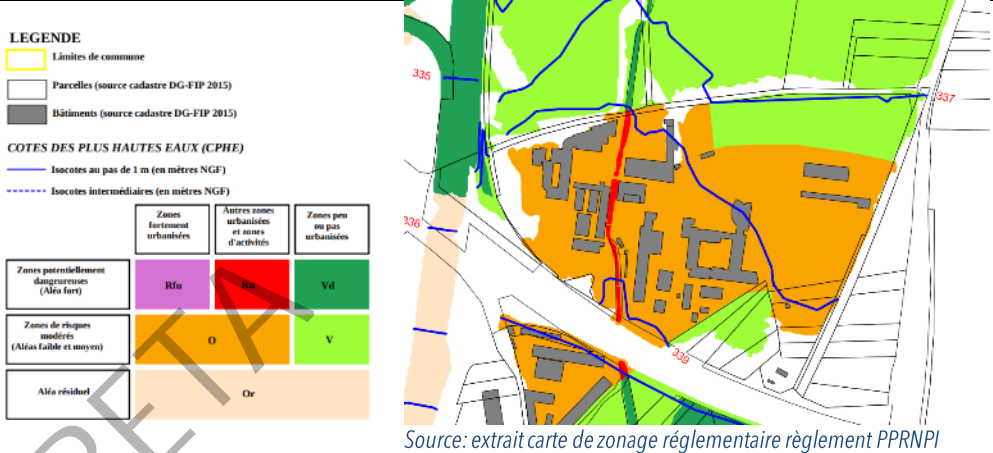 LEGENDE
Limites de commune
Parcelles (source cadastre DG-FIP 2015)
Bâtiments (source cadastre DG-FIP 2015)
COTES DES PLUS HAUTES EAUX (CPHE)
Isocotes au pas de 1 m (en mètres NGF)
Isocotes intermédiaires (en mètres NGF)
Zones
fortement
urbanisées
Autres zones
urbanisées
et zones
d'activités
Zones peu
ou pas
urbanisées
Zones potentiellement
dangeureuses
(Aléa fort)
Rfu
Ru
Vd
Zones de risques
modérés
(Aléas faible et moyen)
O
V
Aléa résiduel
Or
335
336
337
339
Source: extrait carte de zonage réglementaire règlement PPRNPI